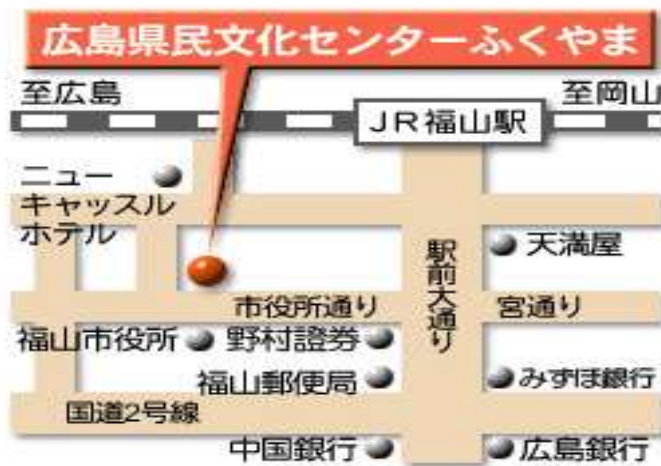 広島県民文化センターふくやま
至広島
至岡山
JR福山駅
ニュー
キャッスル
ホテル
駅前大通り
天満屋
市役所通り
宮通り
福山市役所
野村證券
福山郵便局
みずほ銀行
国道2号線
中国銀行
広島銀行